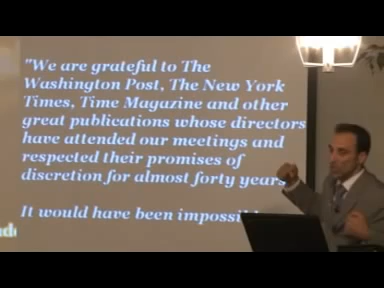 "We are grateful to The
Washington Post, The New York
Times, Time Magazine and other
great publications whose directors
have attended our meetings and
respected their promises of
discretion for almost forty years
It would have been